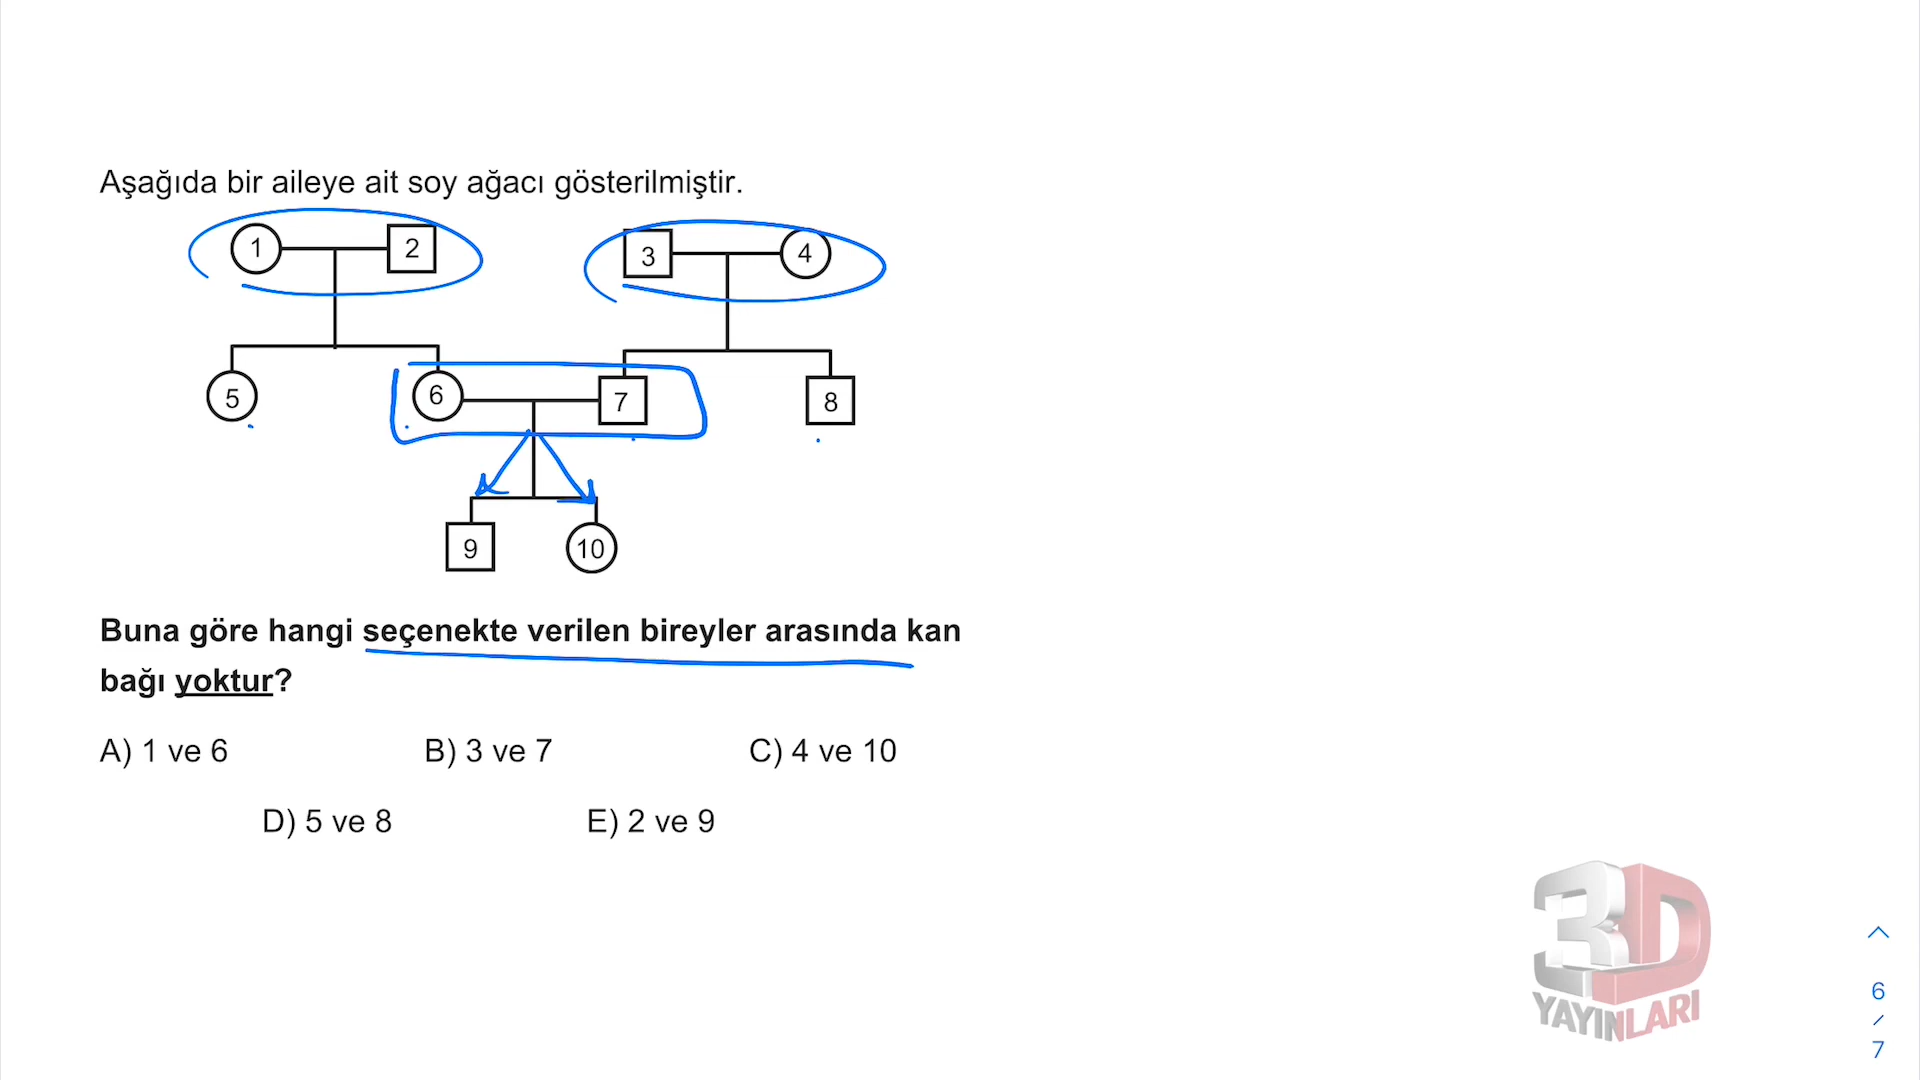 Aşağıda bir aileye ait soy ağacı gösterilmiştir.
1 2 3 4
5 6 7 8
9 10
Buna göre hangi seçenekte verilen bireyler arasında kan
bağı yoktur?
A) 1 ve 6 B) 3 ve 7 C) 4 ve 10
D) 5 ve 8 E) 2 ve 9
3D
YAYINLARI
6
/
7